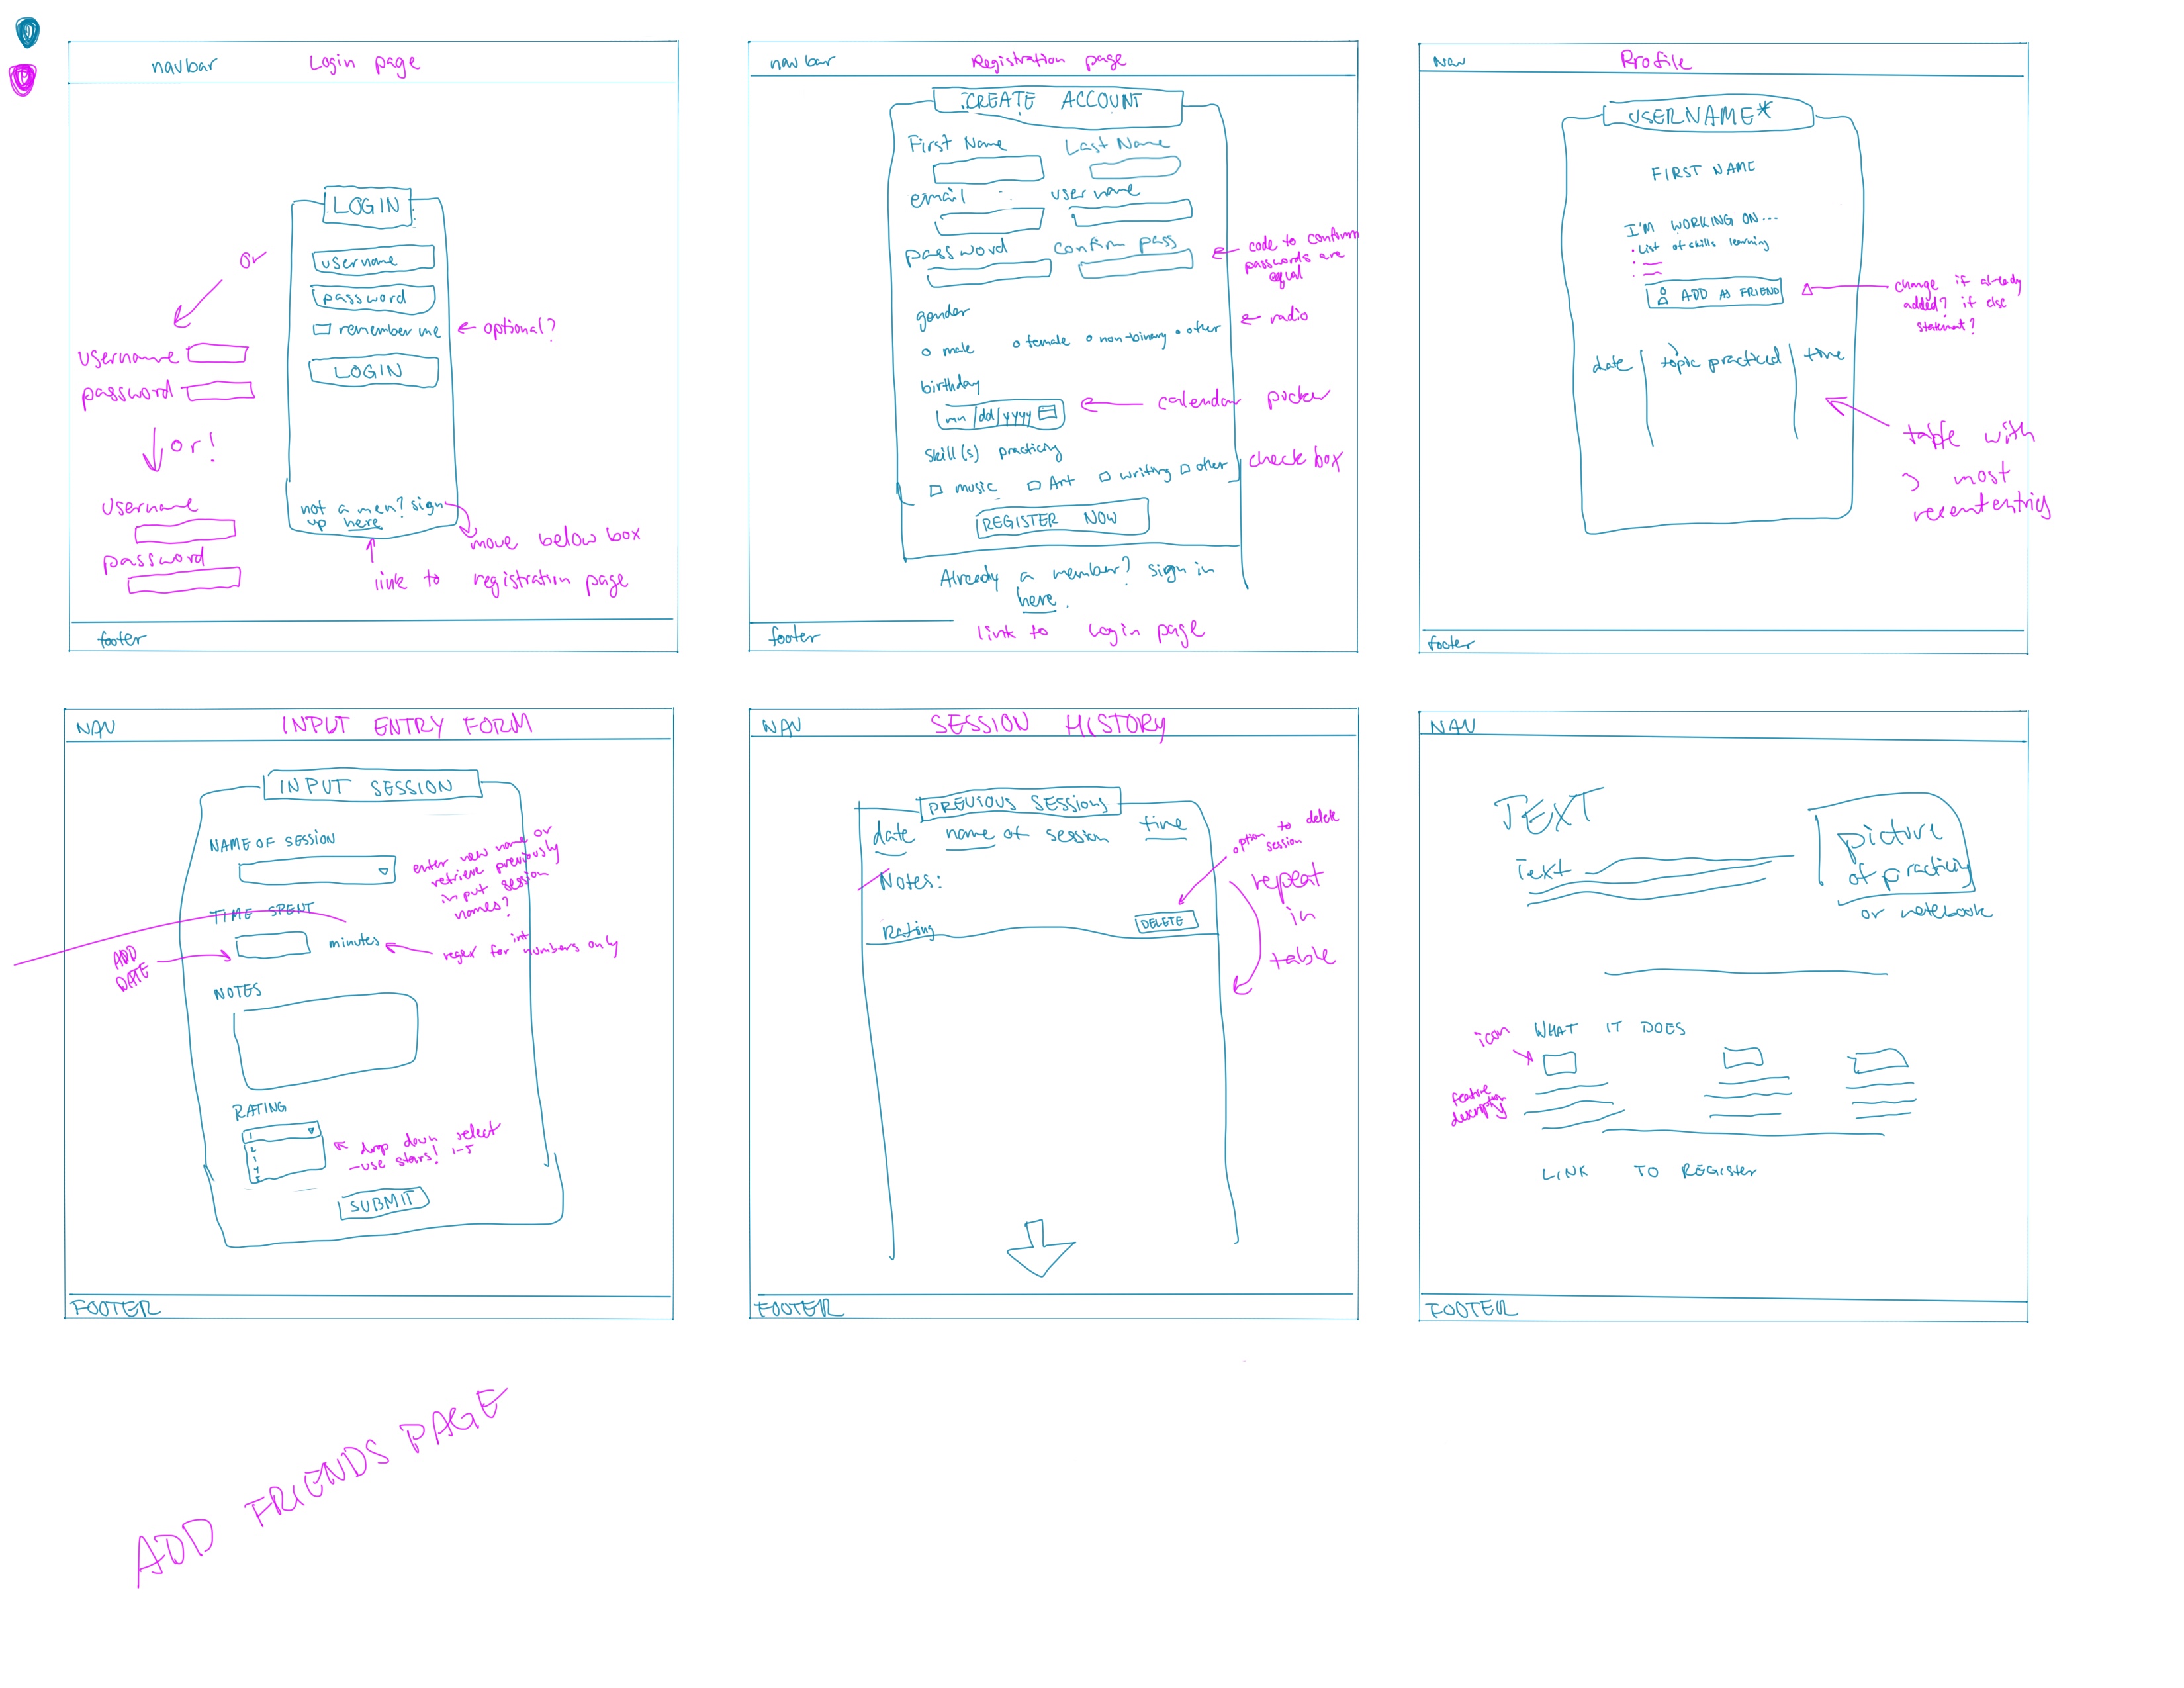 navbar Login page
LOGIN
username
password
remember me
← optional?
LOGIN
or
username
password
or!
username
password
not a mem? sign
up here
move below box
link to registration page
footer
nav bar Registration page
CREATE ACCOUNT
First Name Last Name
email username
password confirm pass
code to confirm
passwords are
equal
gender
radio
o male o female o non-binary o other
birthday
mm/dd/yyyy
calendar picker
skill(s) practicing
check box
music Art writing other
REGISTER NOW
Already a member? sign in
here.
link to login page
footer
Nav Profile
USERNAME*
FIRST NAME
I'M WORKING ON...
• List of skills learning
ADD AS FRIEND
change if already
added? if else
statement?
date topic practiced time
table with
> most
recent entries
footer
NAV INPUT ENTRY FORM
INPUT SESSION
NAME OF SESSION
enter new name or
retrieve previously
input session
names?
TIME SPENT
ADD
DATE
minutes
regex for int numbers only
NOTES
RATING
1
drop down select
-use stars! 1-5
SUBMIT
FOOTER
NAV SESSION HISTORY
PREVIOUS SESSIONS
date name of session time
option to delete
session
Notes:
repeat
in
table
Rating
DELETE
FOOTER
NAV
TEXT
Text
picture
of practicing
or notebook
icon
WHAT IT DOES
feature
description
LINK TO REGISTER
FOOTER
ADD FRIENDS PAGE